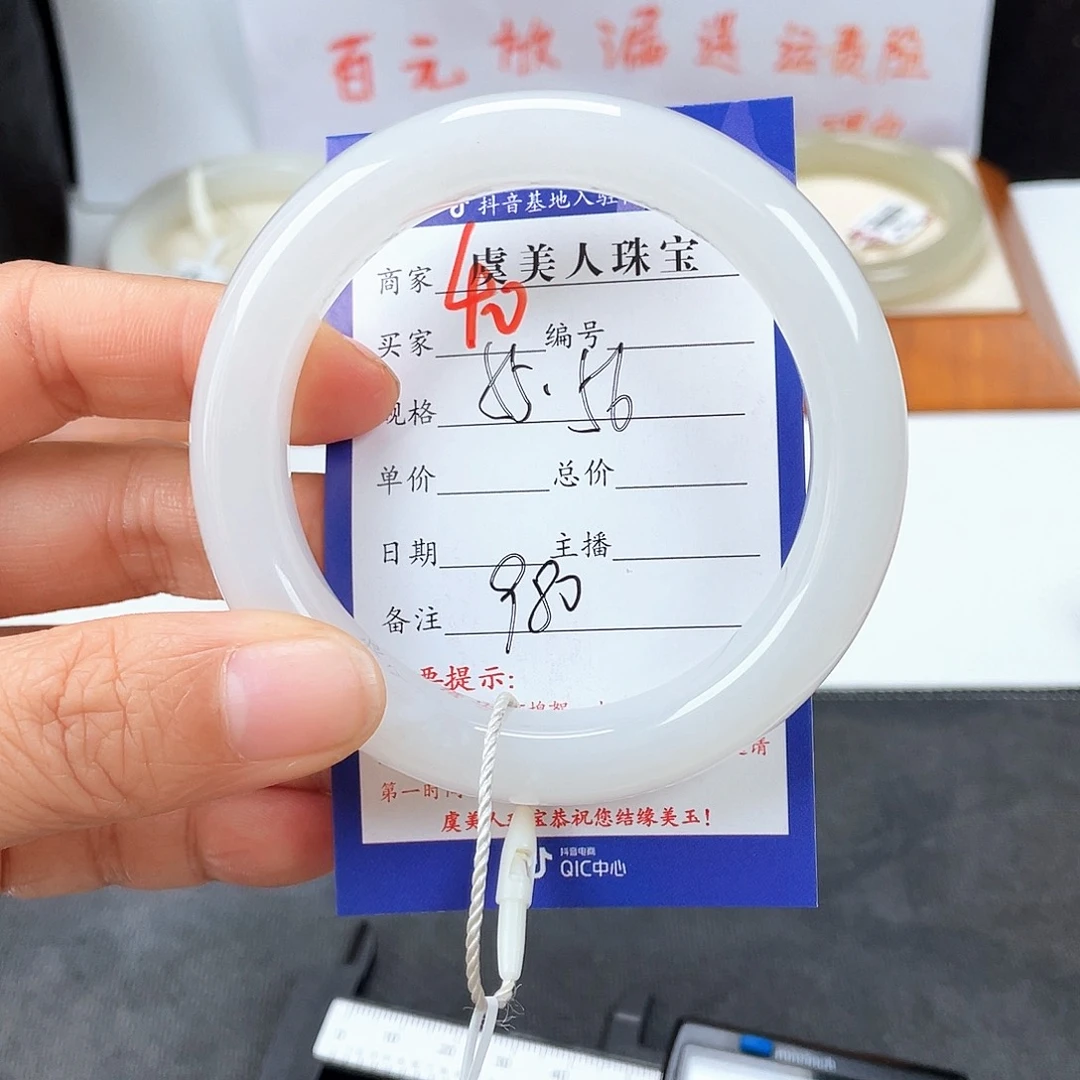 百元放漏
运费险
抖音基地入驻
商家 虞美人珠宝
40
买家 编号
规格 85.56
单价 总价
日期 主播
备注 980
提示:
第一时间
虞美人珠宝恭祝您结缘美玉!
抖音电商
QIC中心